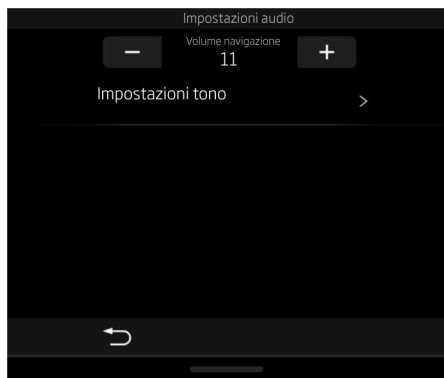 Impostazioni audio
Volume navigazione
11
Impostazioni tono